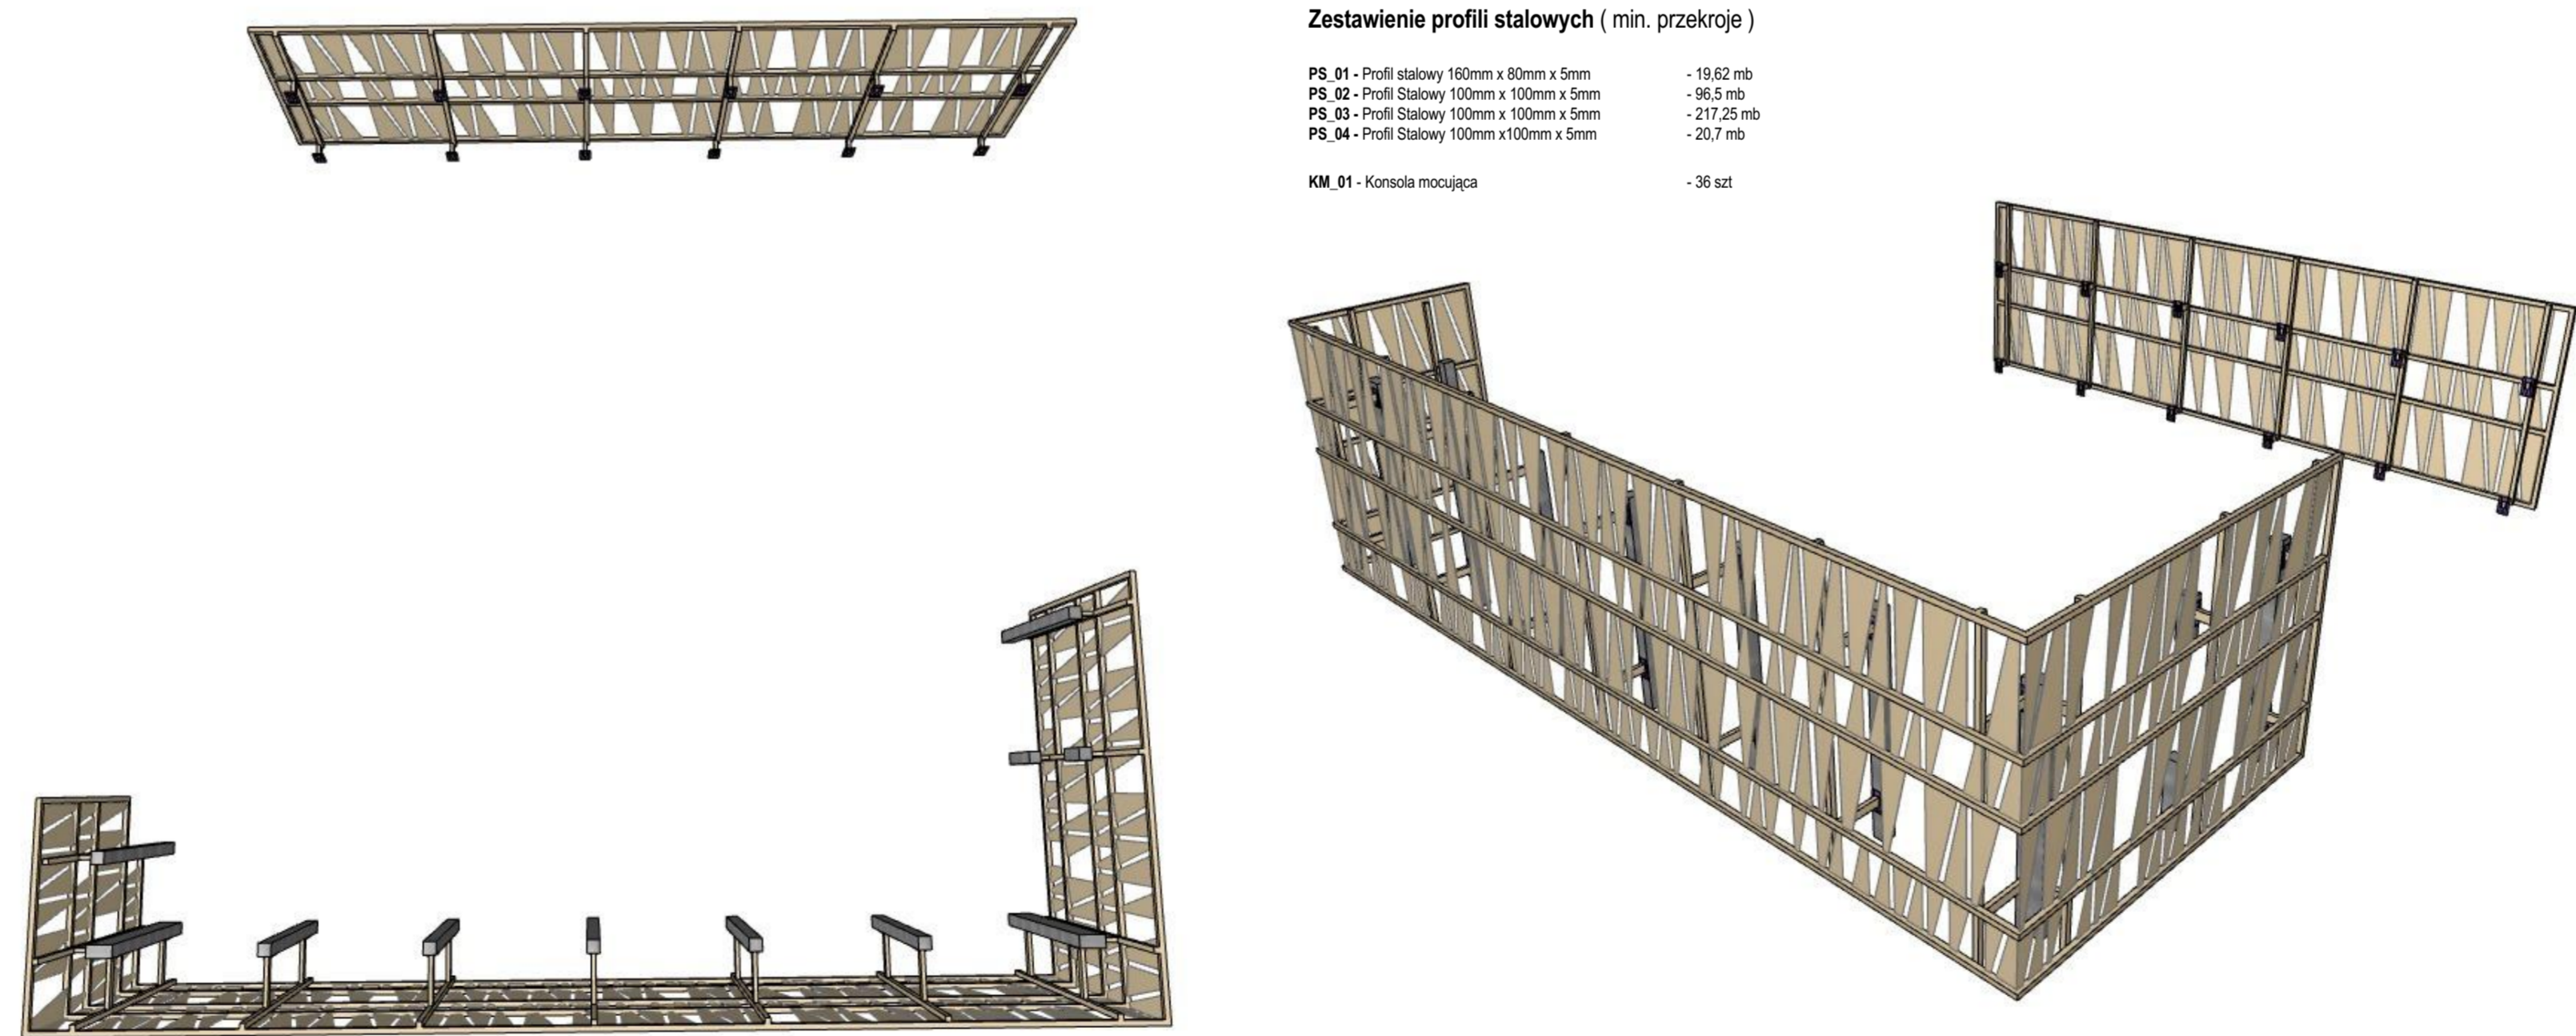 Zestawienie profili stalowych ( min. przekroje )
PS_01 - Profil stalowy 160mm x 80mm x 5mm - 19,62 mb
PS_02 - Profil Stalowy 100mm x 100mm x 5mm - 96,5 mb
PS_03 - Profil Stalowy 100mm x 100mm x 5mm - 217,25 mb
PS_04 - Profil Stalowy 100mm x100mm x 5mm - 20,7 mb
KM_01 - Konsola mocująca - 36 szt